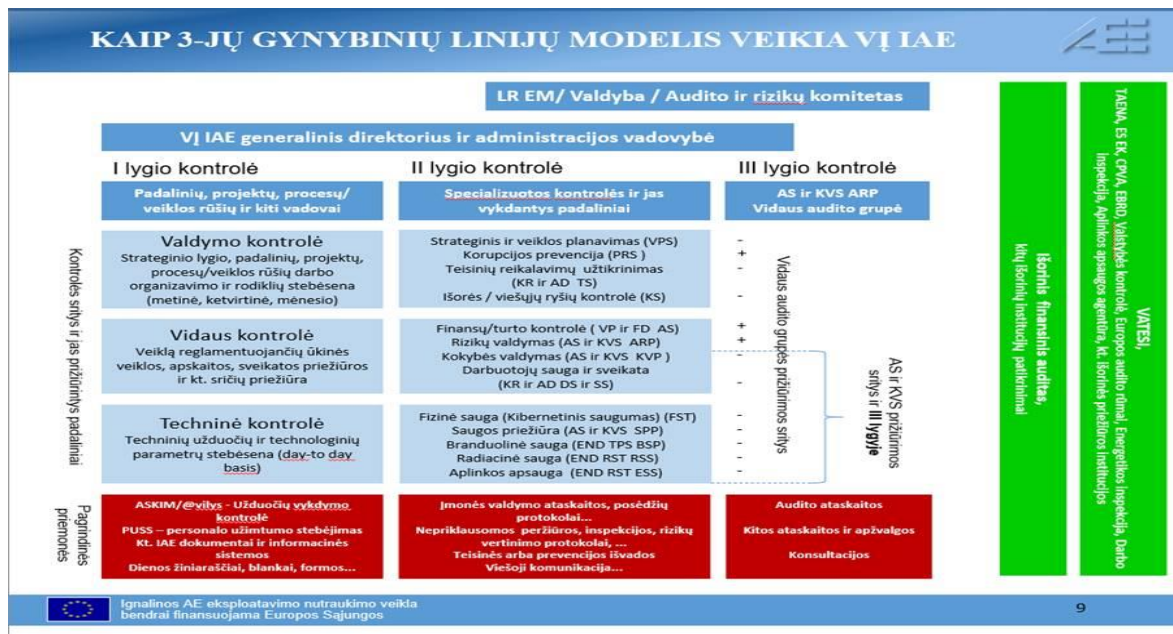 KAIP 3-JŲ GYNYBINIŲ LINIJŲ MODELIS VEIKIA VĮ IAE
LR EM/ Valdyba / Audito ir rizikų komitetas
VĮ IAE generalinis direktorius ir administracijos vadovybė
I lygio kontrolė
II lygio kontrolė
III lygio kontrolė
Padalinių, projektų, procesų/
veiklos rūšių ir kiti vadovai
Specializuotos kontrolės ir jas
vykdantys padaliniai
AS ir KVS ARP
Vidaus audito grupė
Kontrolės sritys ir jas prižiūrintys padaliniai
Valdymo kontrolė
Strateginio lygio, padalinių, projektų,
procesų/veiklos rūšių darbo
organizavimo ir rodiklių stebėsena
(metinė, ketvirtinė, mėnesio)
Strateginis ir veiklos planavimas (VPS)
Korupcijos prevencija (PRS )
Teisinių reikalavimų užtikrinimas
(KR ir AD TS)
Išorės / viešųjų ryšių kontrolė (KS)
-
+
-
-
Vidaus kontrolė
Veiklą reglamentuojančių ūkinės
veiklos, apskaitos, sveikatos priežiūros
ir kt. sričių priežiūra
Finansų/turto kontrolė ( VP ir FD AS)
Rizikų valdymas (AS ir KVS ARP)
Kokybės valdymas (AS ir KVS KVP )
Darbuotojų sauga ir sveikata
(KR ir AD DS ir SS)
+
+
-
-
Techninė kontrolė
Techninių užduočių ir technologinių
parametrų stebėsena (day-to day
basis)
Fizinė sauga (Kibernetinis saugumas) (FST)
Saugos priežiūra (AS ir KVS SPP)
Branduolinė sauga (END TPS BSP)
Radiacinė sauga (END RST RSS)
Aplinkos apsauga (END RST ESS)
-
-
-
-
-
Vidaus audito grupės prižiūrimos sritys
AS ir KVS prižiūrimos
sritys ir III lygyje
Pagrindinės
priemonės
ASKIM/@vilys - Užduočių vykdymo
kontrolė
PUSS – personalo užimtumo stebėjimas
Kt. IAE dokumentai ir informacinės
sistemos
Dienos žiniaraščiai, blankai, formos...
Įmonės valdymo ataskaitos, posėdžių
protokolai...
Nepriklausomos peržiūros, inspekcijos, rizikų
vertinimo protokolai, ...
Teisinės arba prevencijos išvados
Viešoji komunikacija...
Audito ataskaitos
Kitos ataskaitos ir apžvalgos
Konsultacijos
Išorinis finansinis auditas,
kitų išorinių institucijų patikrinimai
VATESI,
TAENA, ES EK, CPVA, EBRD, Valstybės kontrolė, Europos audito rūmai, Energetikos inspekcija, Darbo
inspekcija, Aplinkos apsaugos agentūra, kt. išorinės priežiūros institucijos
Ignalinos AE eksploatavimo nutraukimo veikla
bendrai finansuojama Europos Sąjungos
9